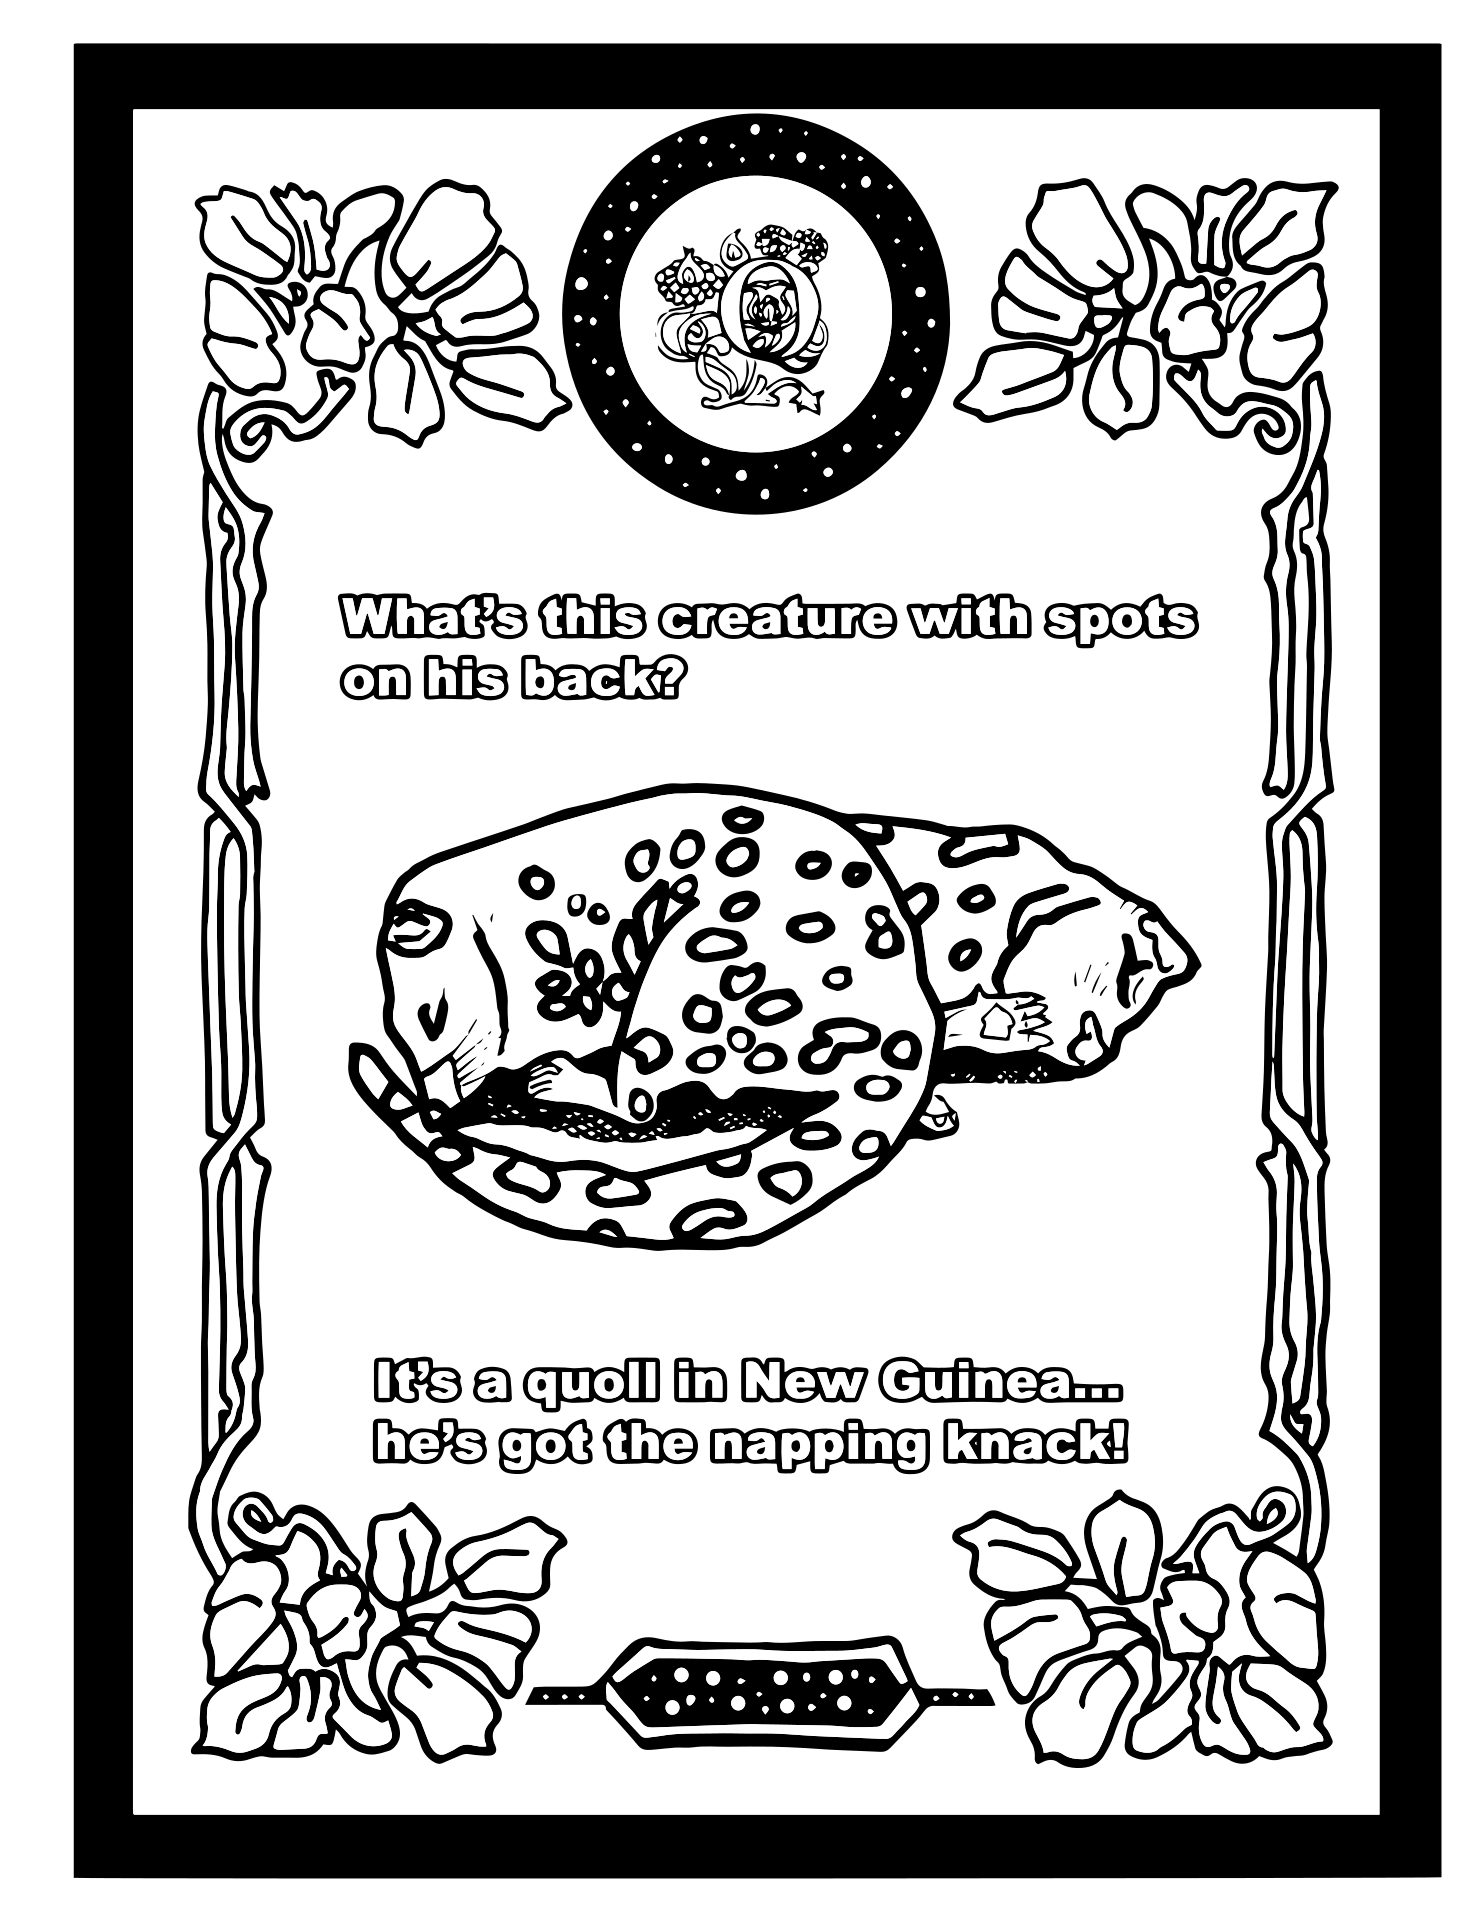 Q
What’s this creature with spots
on his back?
It’s a quoll in New Guinea...
he’s got the napping knack!